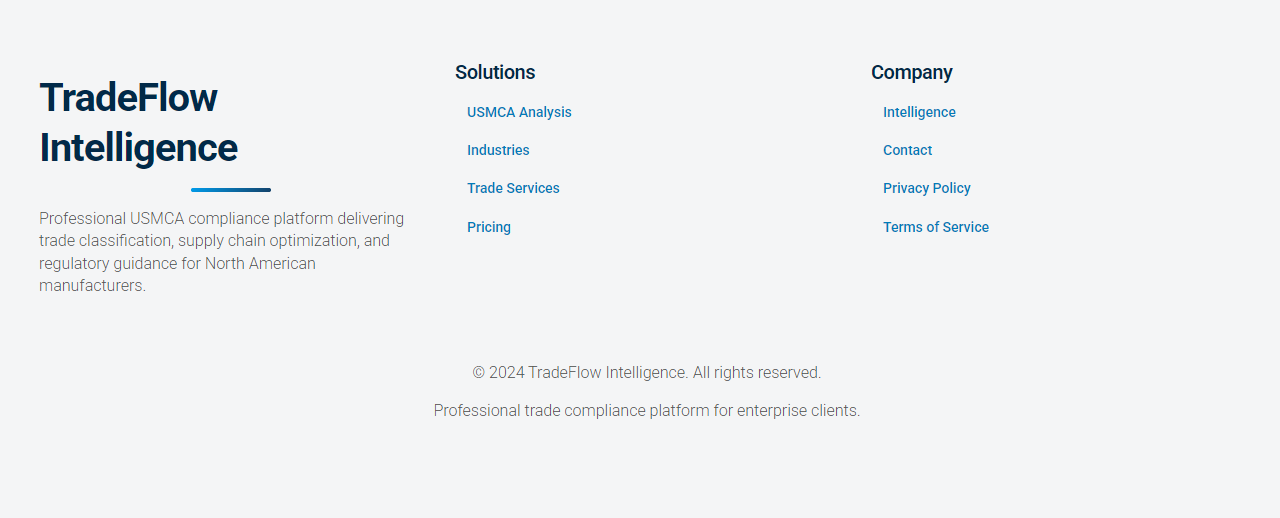 TradeFlow
Intelligence
Professional USMCA compliance platform delivering
trade classification, supply chain optimization, and
regulatory guidance for North American
manufacturers.
Solutions
USMCA Analysis
Industries
Trade Services
Pricing
Company
Intelligence
Contact
Privacy Policy
Terms of Service
© 2024 TradeFlow Intelligence. All rights reserved.
Professional trade compliance platform for enterprise clients.